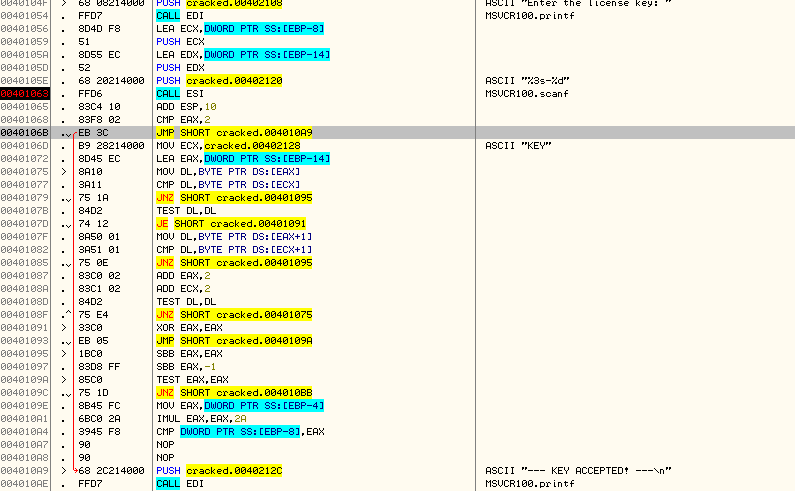 0040104F > 68 08214000 PUSH cracked.00402108 ASCII "Enter the license key: "
00401054 . FFD7 CALL EDI MSVCR100.printf
00401056 . 8D4D F8 LEA ECX,DWORD PTR SS:[EBP-8]
00401059 . 51 PUSH ECX
0040105A . 8D55 EC LEA EDX,DWORD PTR SS:[EBP-14]
0040105D . 52 PUSH EDX
0040105E . 68 20214000 PUSH cracked.00402120 ASCII "%3s-%d"
00401063 . FFD6 CALL ESI MSVCR100.scanf
00401065 . 83C4 10 ADD ESP,10
00401068 . 83F8 02 CMP EAX,2
0040106B .v EB 3C JMP SHORT cracked.004010A9
0040106D . B9 28214000 MOV ECX,cracked.00402128 ASCII "KEY"
00401072 . 8D45 EC LEA EAX,DWORD PTR SS:[EBP-14]
00401075 > 8A10 MOV DL,BYTE PTR DS:[EAX]
00401077 . 3A11 CMP DL,BYTE PTR DS:[ECX]
00401079 .v 75 1A JNZ SHORT cracked.00401095
0040107B . 84D2 TEST DL,DL
0040107D .v 74 12 JE SHORT cracked.00401091
0040107F . 8A50 01 MOV DL,BYTE PTR DS:[EAX+1]
00401082 . 3A51 01 CMP DL,BYTE PTR DS:[ECX+1]
00401085 .v 75 0E JNZ SHORT cracked.00401095
00401087 . 83C0 02 ADD EAX,2
0040108A . 83C1 02 ADD ECX,2
0040108D . 84D2 TEST DL,DL
0040108F .^ 75 E4 JNZ SHORT cracked.00401075
00401091 > 33C0 XOR EAX,EAX
00401093 .v EB 05 JMP SHORT cracked.0040109A
00401095 > 1BC0 SBB EAX,EAX
00401097 . 83D8 FF SBB EAX,-1
0040109A > 85C0 TEST EAX,EAX
0040109C .v 75 1D JNZ SHORT cracked.004010BB
0040109E . 8B45 FC MOV EAX,DWORD PTR SS:[EBP-4]
004010A1 . 6BC0 2A IMUL EAX,EAX,2A
004010A4 . 3945 F8 CMP DWORD PTR SS:[EBP-8],EAX
004010A7 90 NOP
004010A8 90 NOP
004010A9 > 68 2C214000 PUSH cracked.0040212C ASCII "--- KEY ACCEPTED! ---\n"
004010AE . FFD7 CALL EDI MSVCR100.printf